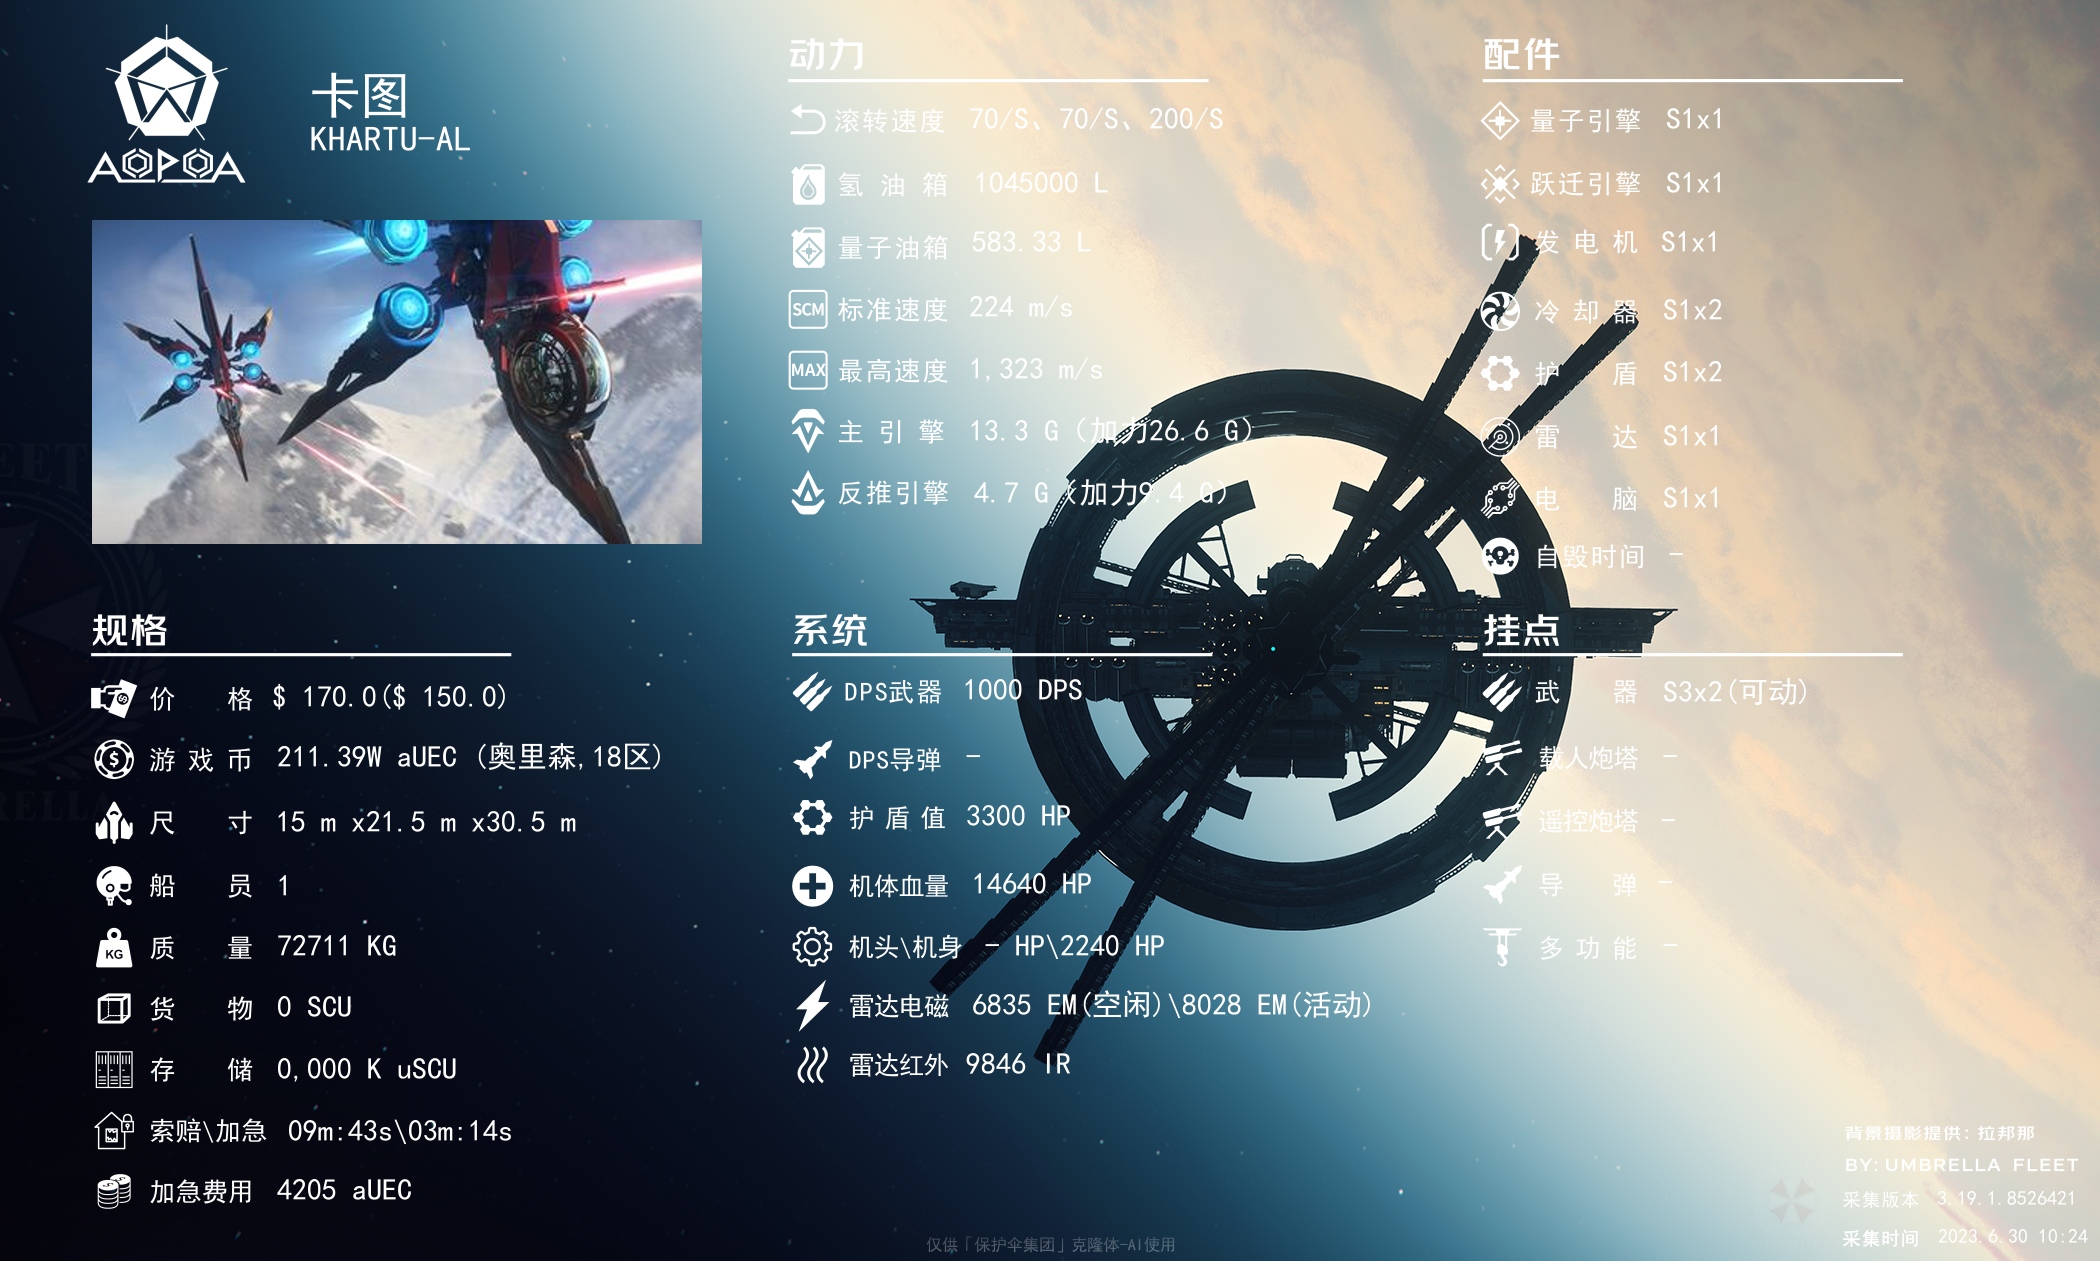 AOPOA
卡图
KHARTU-AL
规格
价格 $ 170.0($ 150.0)
游戏币 211.39W aUEC (奥里森,18区)
尺寸 15 m x21.5 m x30.5 m
船员 1
KG 质量 72711 KG
货物 0 SCU
存储 0,000 K uSCU
索赔\加急 09m:43s\03m:14s
加急费用 4205 aUEC
动力
滚转速度 70/S、70/S、200/S
氢油箱 1045000 L
量子油箱 583.33 L
SCM 标准速度 224 m/s
MAX 最高速度 1,323 m/s
主引擎 13.3 G (加力26.6 G)
反推引擎 4.7 G (加力9.4 G)
系统
DPS武器 1000 DPS
DPS导弹 -
护盾值 3300 HP
机体血量 14640 HP
机头\机身 - HP\2240 HP
雷达电磁 6835 EM(空闲)\8028 EM(活动)
雷达红外 9846 IR
配件
量子引擎 S1x1
跃迁引擎 S1x1
发电机 S1x1
冷却器 S1x2
护盾 S1x2
雷达 S1x1
电脑 S1x1
自毁时间 -
挂点
武器 S3x2(可动)
载人炮塔 -
遥控炮塔 -
导弹 -
多功能 -
背景摄影提供: 拉邦那
BY: UMBRELLA FLEET
采集版本 3.19.1.8526421
采集时间 2023.6.30 10:24
仅供「保护伞集团」克隆体-AI使用